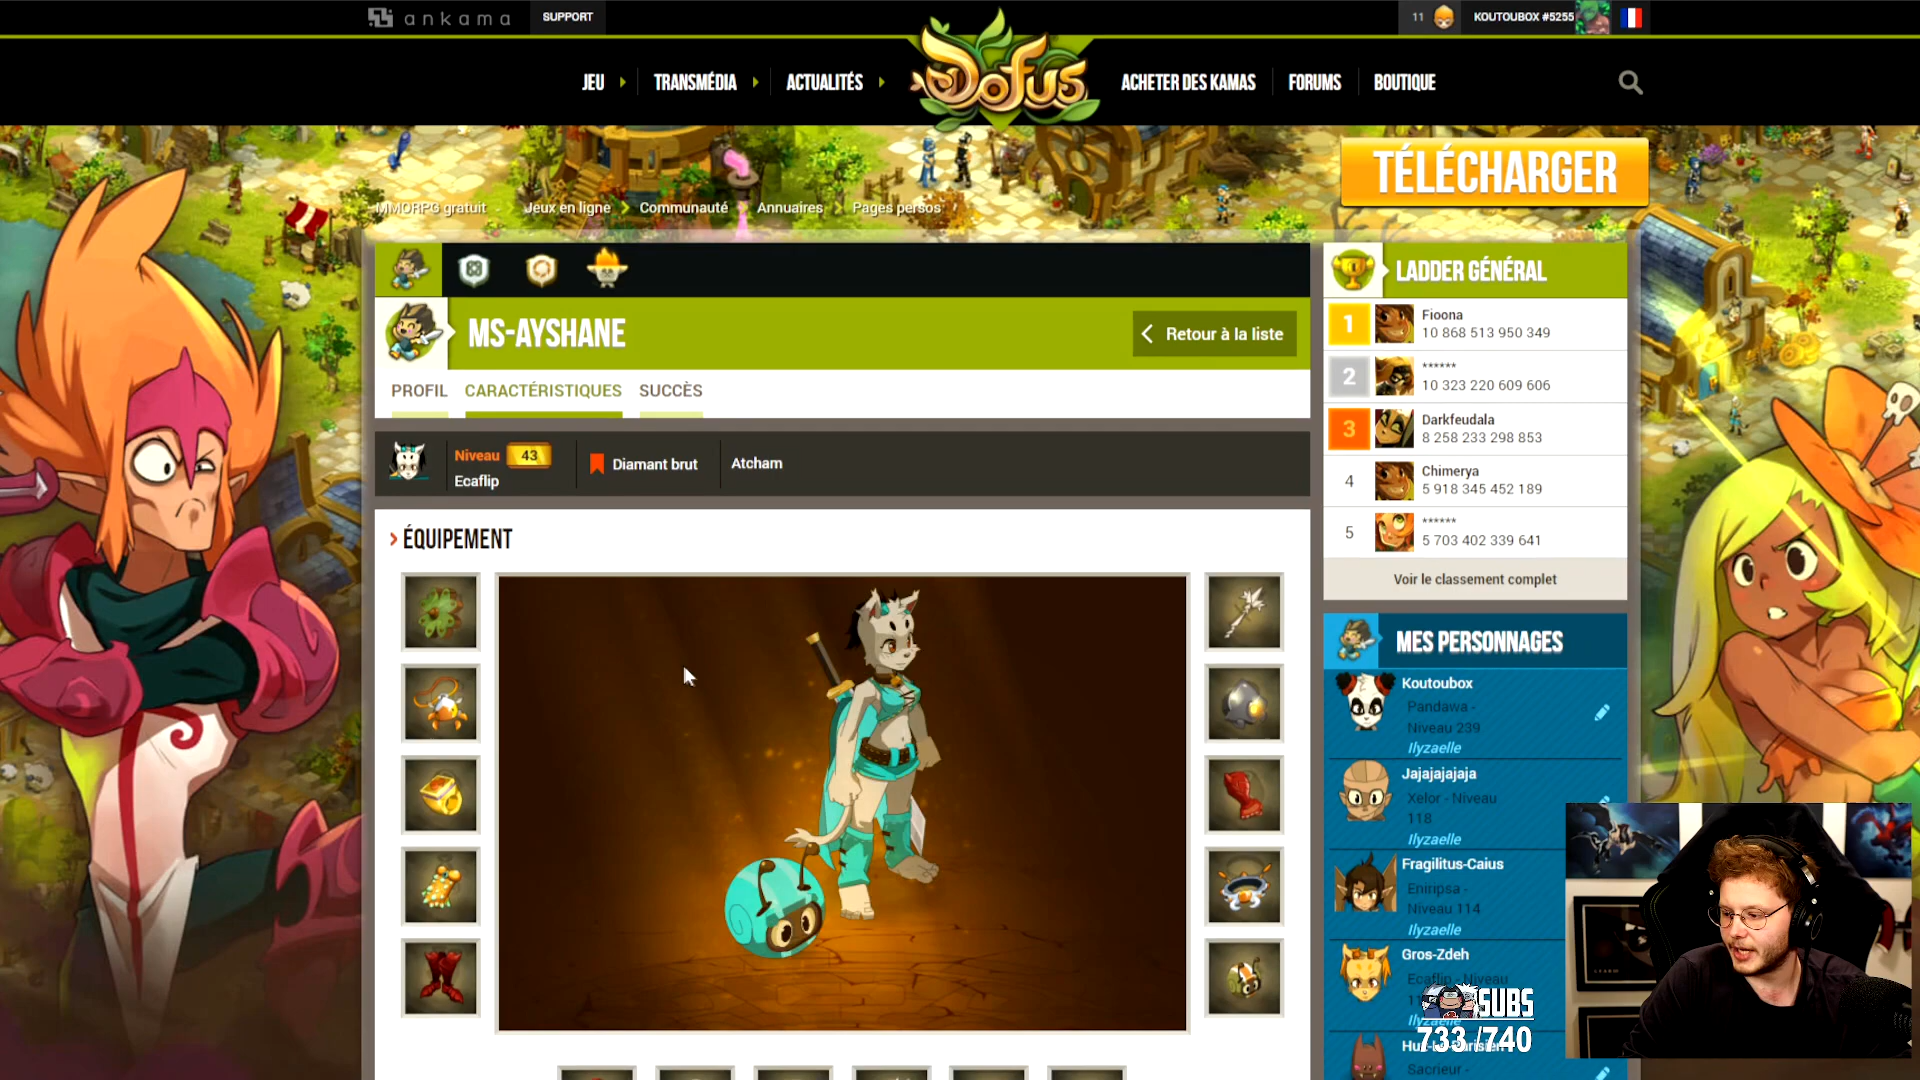 ankama
SUPPORT
11
KOUTOUBOX #5255
JEU
TRANSMÉDIA
ACTUALITÉS
DOFUS
ACHETER DES KAMAS
FORUMS
BOUTIQUE
TÉLÉCHARGER
MMORPG gratuit
Jeux en ligne
Communauté
Annuaires
Pages persos
MS-AYSHANE
Retour à la liste
PROFIL
CARACTÉRISTIQUES
SUCCÈS
Niveau 43
Ecaflip
Diamant brut
Atcham
ÉQUIPEMENT
LADDER GÉNÉRAL
1
Fioona
10 868 513 950 349
2
******
10 323 220 609 606
3
Darkfeudala
8 258 233 298 853
4
Chimerya
5 918 345 452 189
5
******
5 703 402 339 641
Voir le classement complet
MES PERSONNAGES
Koutoubox
Pandawa -
Niveau 239
Ilyzaelle
Jajajajajaja
Xelor - Niveau
118
Ilyzaelle
Fragilitus-Caius
Eniripsa -
Niveau 114
Ilyzaelle
Gros-Zdeh
Ecaflip - Niveau
Ilyzaelle
Sacrieur -
SUBS
733 /740